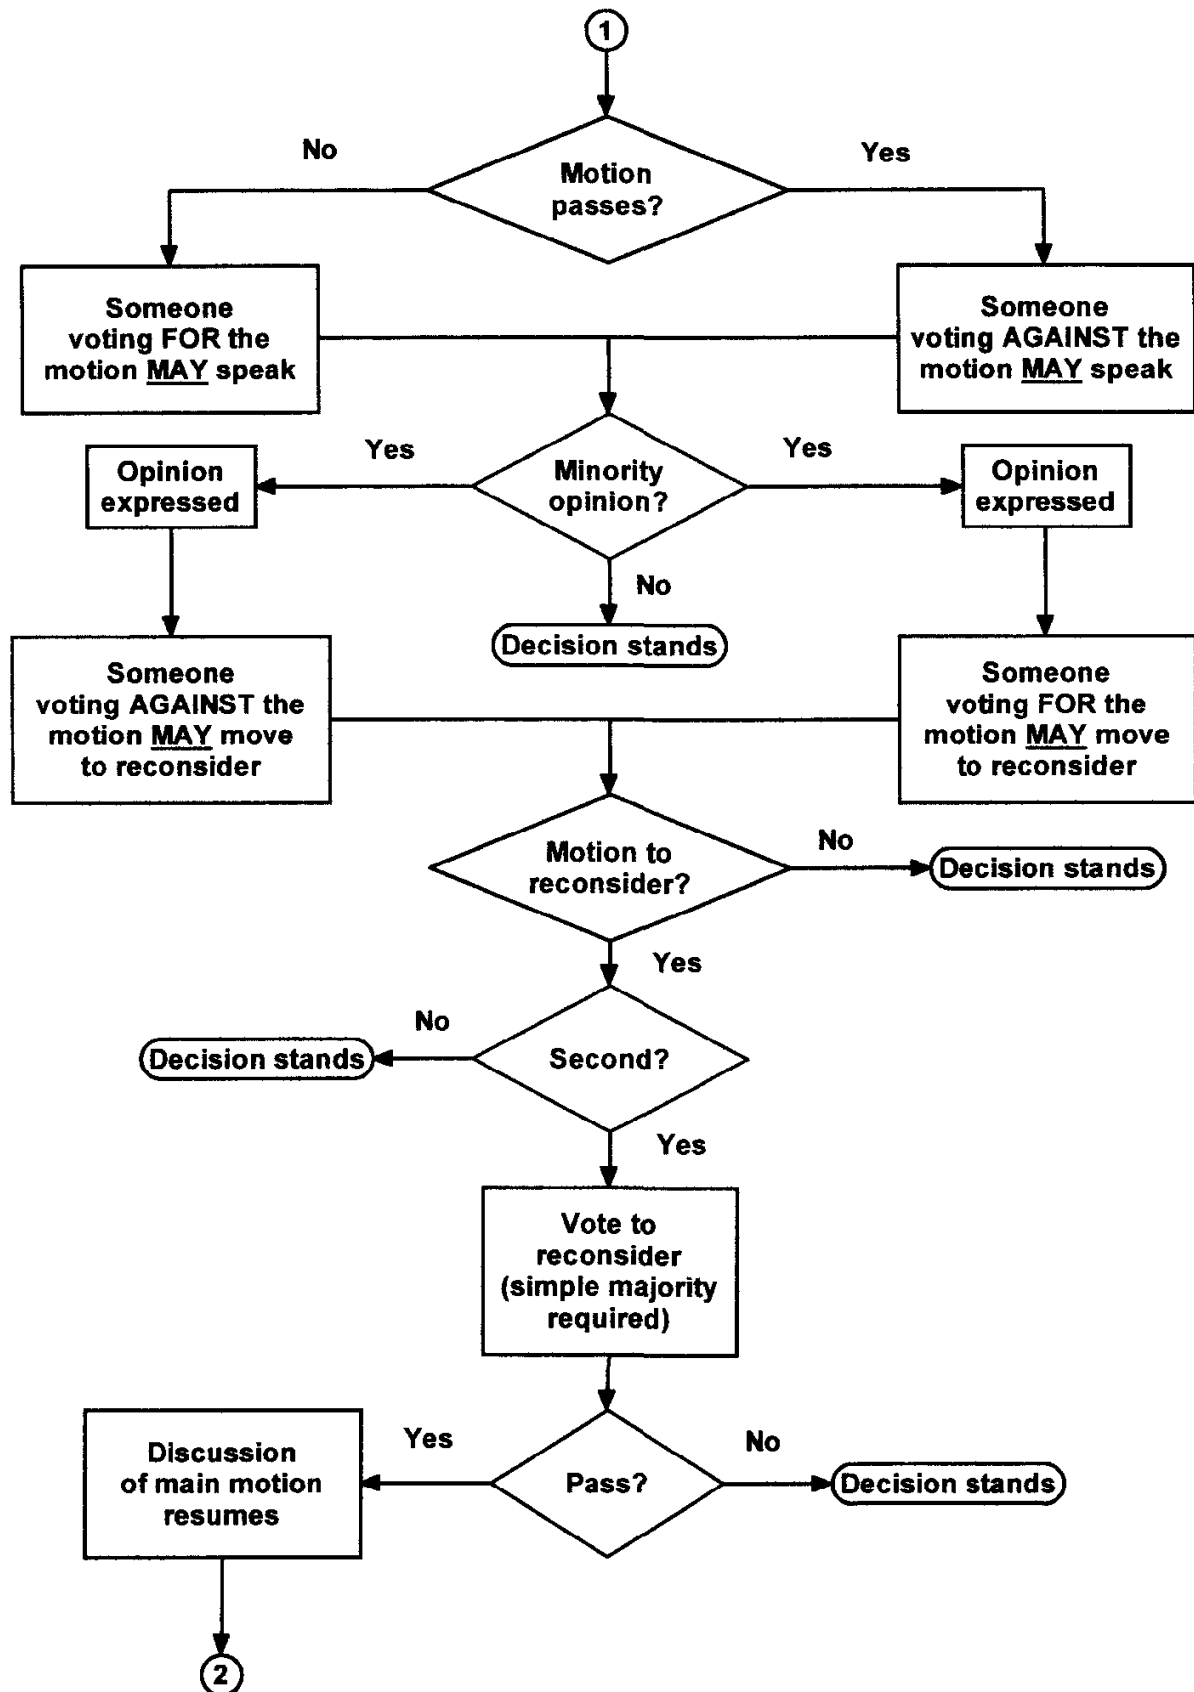 1
No
Yes
Motion
passes?
Someone
voting FOR the
motion MAY speak
Someone
voting AGAINST the
motion MAY speak
Yes
Yes
Opinion
expressed
Minority
opinion?
Opinion
expressed
No
Decision stands
Someone
voting AGAINST the
motion MAY move
to reconsider
Someone
voting FOR the
motion MAY move
to reconsider
Motion to
reconsider?
No
Decision stands
Yes
No
Decision stands
Second?
Yes
Vote to
reconsider
(simple majority
required)
Yes
No
Discussion
of main motion
resumes
Pass?
Decision stands
2